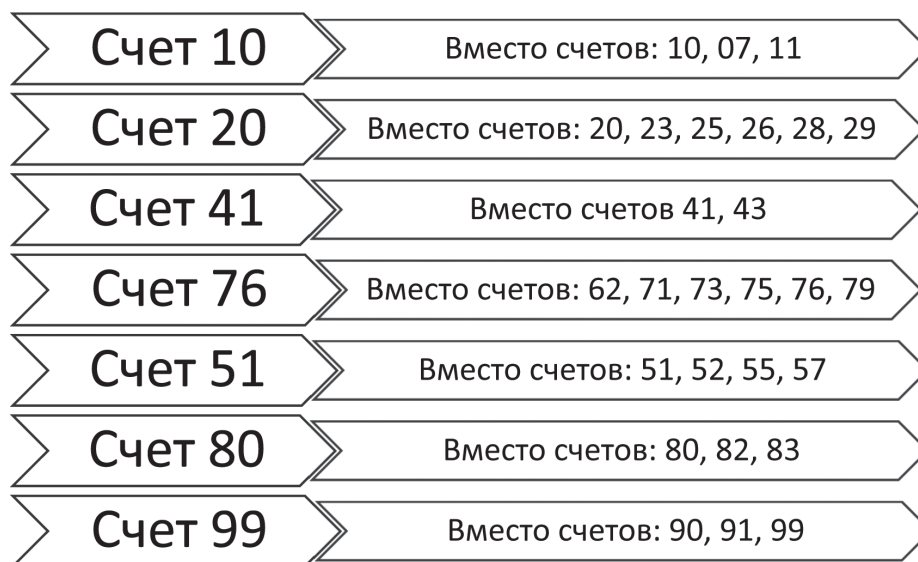 Счет 10
Вместо счетов: 10, 07, 11
Счет 20
Вместо счетов: 20, 23, 25, 26, 28, 29
Счет 41
Вместо счетов 41, 43
Счет 76
Вместо счетов: 62, 71, 73, 75, 76, 79
Счет 51
Вместо счетов: 51, 52, 55, 57
Счет 80
Вместо счетов: 80, 82, 83
Счет 99
Вместо счетов: 90, 91, 99